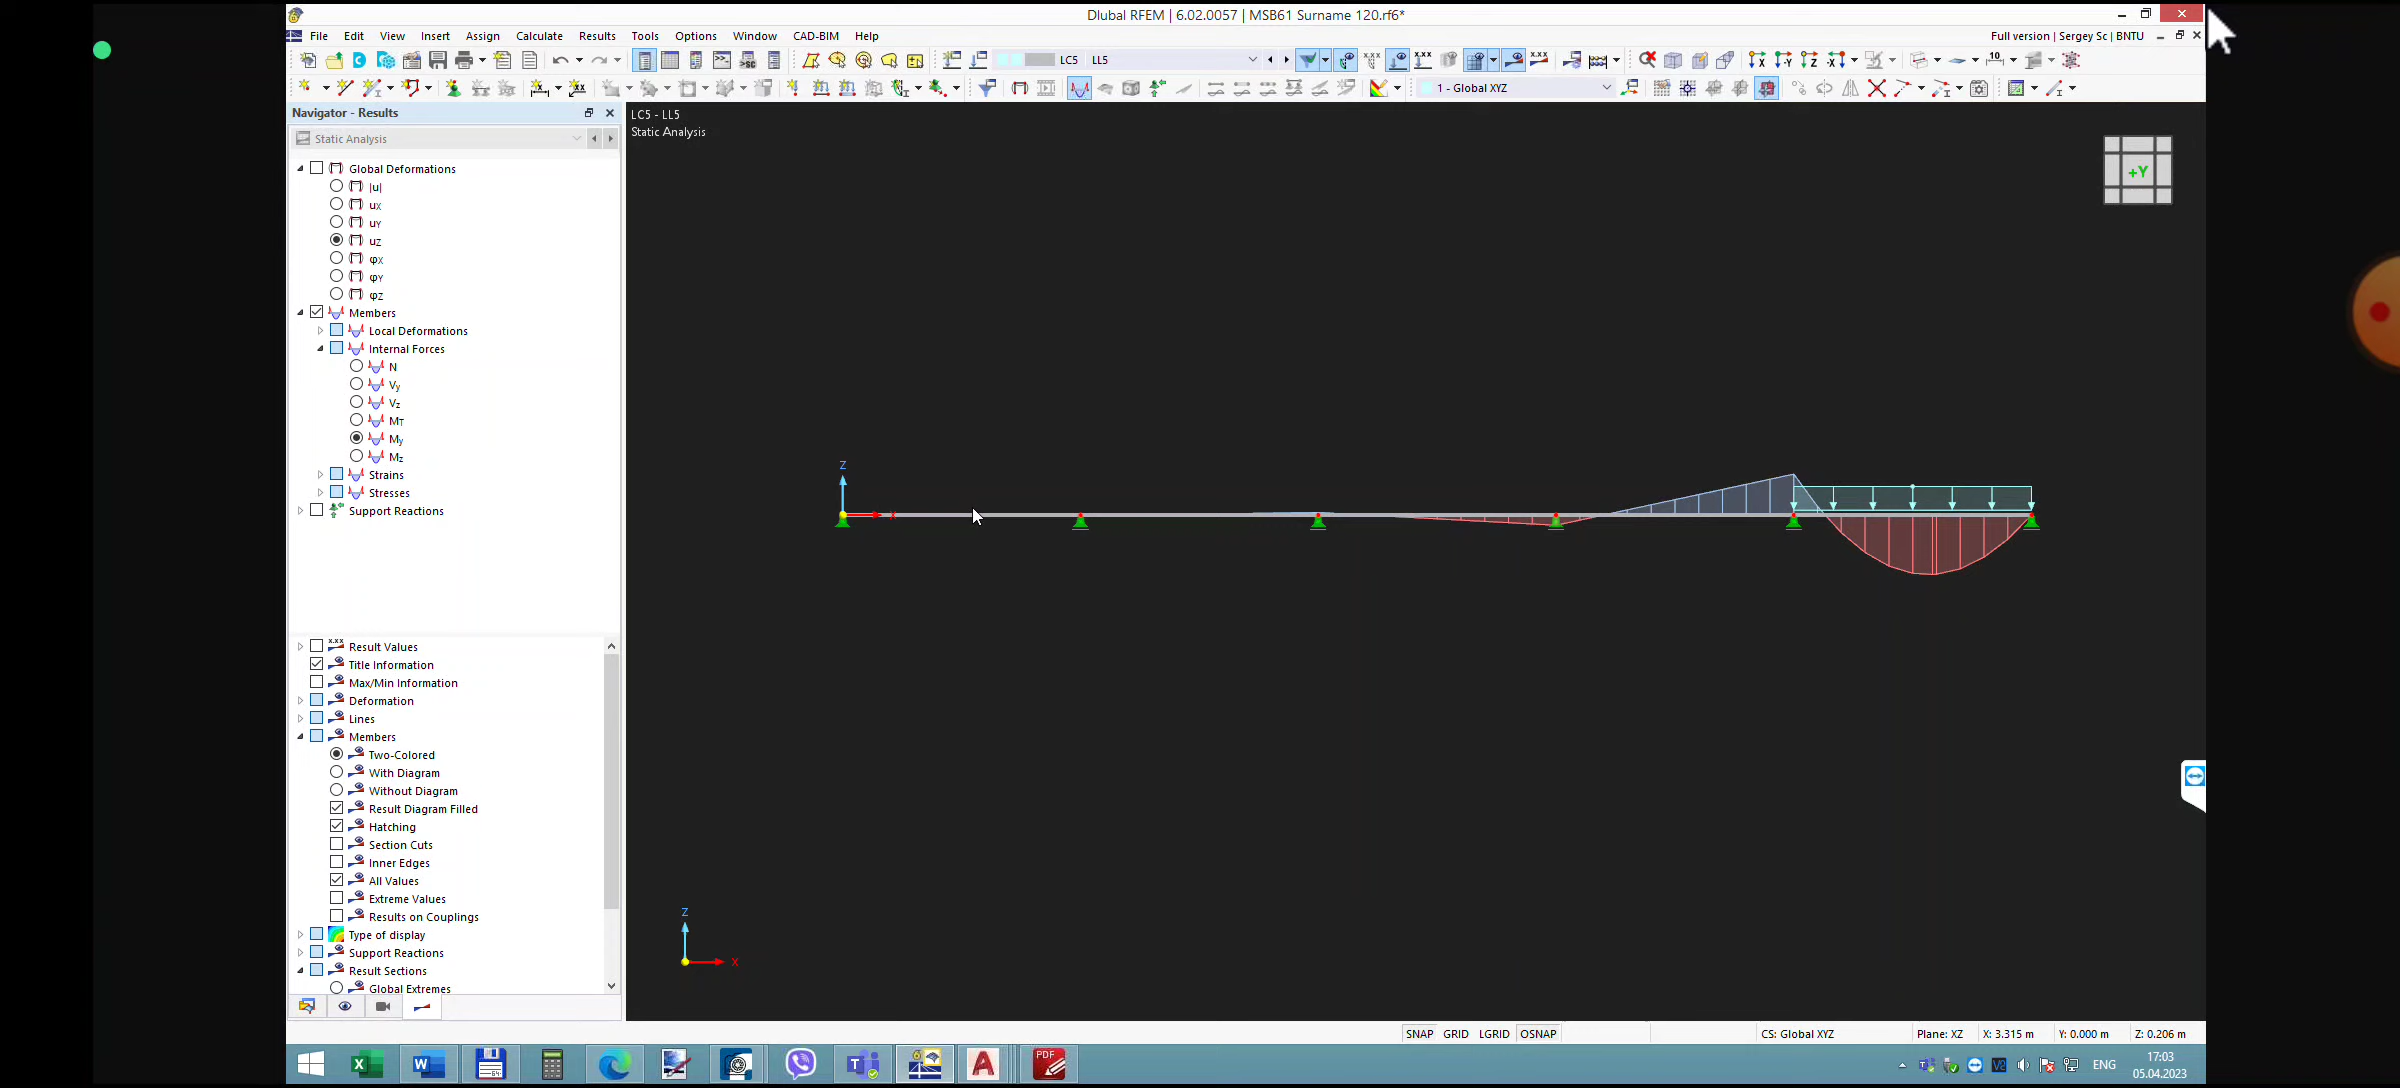 Dlubal RFEM | 6.02.0057 | MSB61 Surname 120.rf6*
File Edit View Insert Assign Calculate Results Tools Options Window CAD-BIM Help
Full version | Sergey Sc | BNTU
LC5 LL5
1 - Global XYZ
Navigator - Results
Static Analysis
Global Deformations
|u|
uX
uY
uZ
φX
φY
φZ
Members
Local Deformations
Internal Forces
N
Vy
Vz
MT
My
Mz
Strains
Stresses
Support Reactions
Result Values
Title Information
Max/Min Information
Deformation
Lines
Members
Two-Colored
With Diagram
Without Diagram
Result Diagram Filled
Hatching
Section Cuts
Inner Edges
All Values
Extreme Values
Results on Couplings
Type of display
Support Reactions
Result Sections
Global Extremes
LC5 - LL5
Static Analysis
+Y
Z
X
Z
X
SNAP GRID LGRID OSNAP
CS: Global XYZ
Plane: XZ
X: 3.315 m
Y: 0.000 m
Z: 0.206 m
PDF
ENG
17:03
05.04.2023